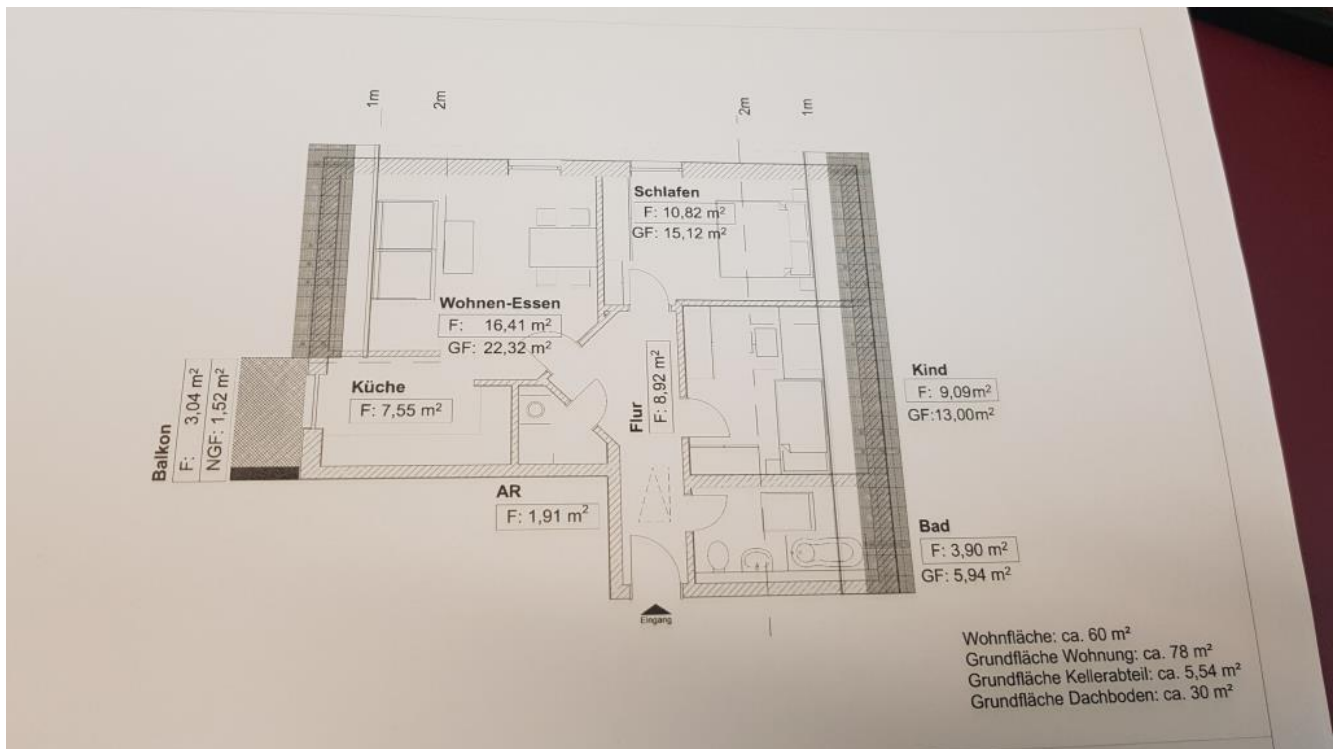 1m
2m
2m
1m
Schlafen
F: 10,82 m²
GF: 15,12 m²
Wohnen-Essen
F: 16,41 m²
GF: 22,32 m²
Küche
F: 7,55 m²
Balkon
F: 3,04 m²
NGF: 1,52 m²
Flur
F: 8,92 m²
Kind
F: 9,09m²
GF:13,00m²
AR
F: 1,91 m²
Bad
F: 3,90 m²
GF: 5,94 m²
Eingang
Wohnfläche: ca. 60 m²
Grundfläche Wohnung: ca. 78 m²
Grundfläche Kellerabteil: ca. 5,54 m²
Grundfläche Dachboden: ca. 30 m²